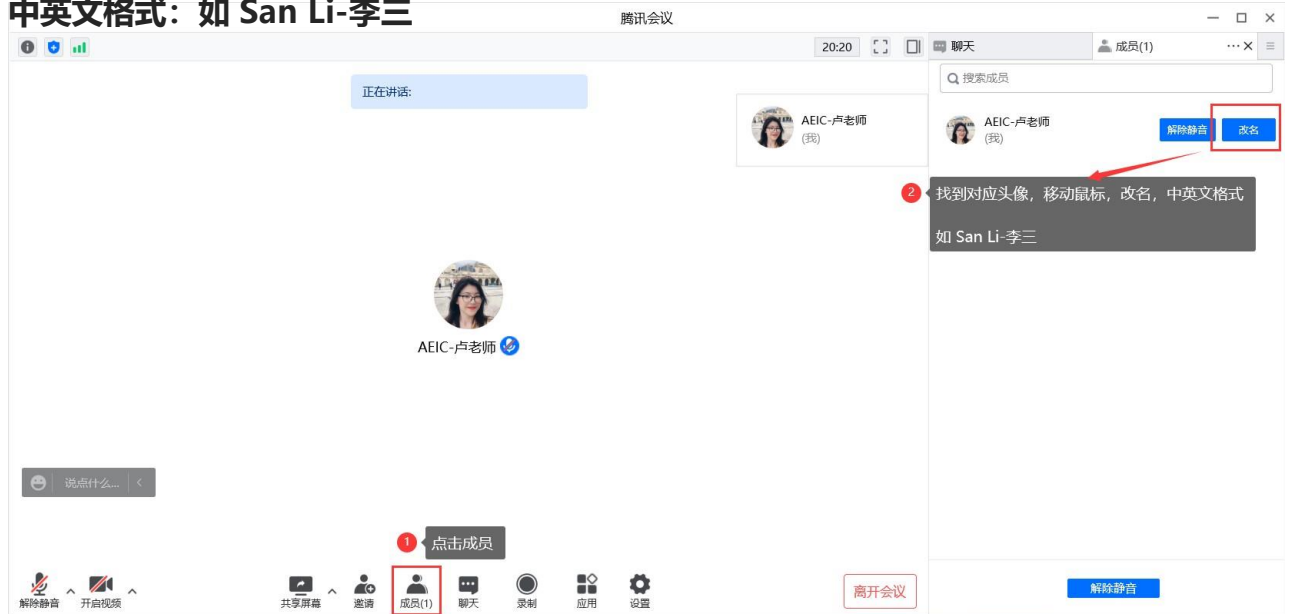 中英文格式：如 San Li-李三
腾讯会议
20:20
聊天
成员(1)
搜索成员
正在讲话:
AEIC-卢老师
(我)
AEIC-卢老师
(我)
解除静音
改名
2
找到对应头像，移动鼠标，改名，中英文格式
如 San Li-李三
AEIC-卢老师
说点什么...
1
点击成员
解除静音
开启视频
共享屏幕
邀请
成员(1)
聊天
录制
应用
设置
离开会议
解除静音